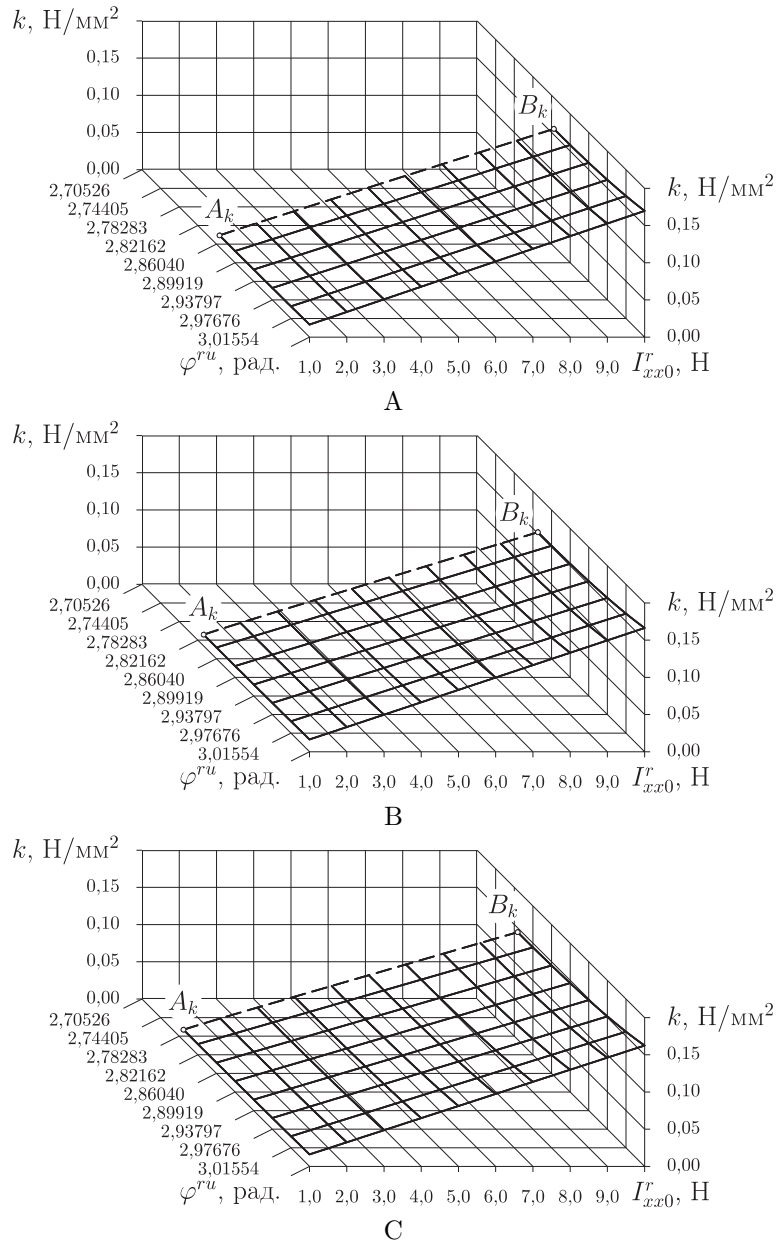 k, Н/мм²
0,15
0,10
0,05
0,00
B_k
A_k
2,70526
2,74405
2,78283
2,82162
2,86040
2,89919
2,93797
2,97676
3,01554
φ^{ru}, рад.
k, Н/мм²
0,15
0,10
0,05
0,00
1,0 2,0 3,0 4,0 5,0 6,0 7,0 8,0 9,0 I^r_{xx0}, Н
А
k, Н/мм²
0,15
0,10
0,05
0,00
B_k
A_k
2,70526
2,74405
2,78283
2,82162
2,86040
2,89919
2,93797
2,97676
3,01554
φ^{ru}, рад.
k, Н/мм²
0,15
0,10
0,05
0,00
1,0 2,0 3,0 4,0 5,0 6,0 7,0 8,0 9,0 I^r_{xx0}, Н
B
k, Н/мм²
0,15
0,10
0,05
0,00
B_k
A_k
2,70526
2,74405
2,78283
2,82162
2,86040
2,89919
2,93797
2,97676
3,01554
φ^{ru}, рад.
k, Н/мм²
0,15
0,10
0,05
0,00
1,0 2,0 3,0 4,0 5,0 6,0 7,0 8,0 9,0 I^r_{xx0}, Н
C